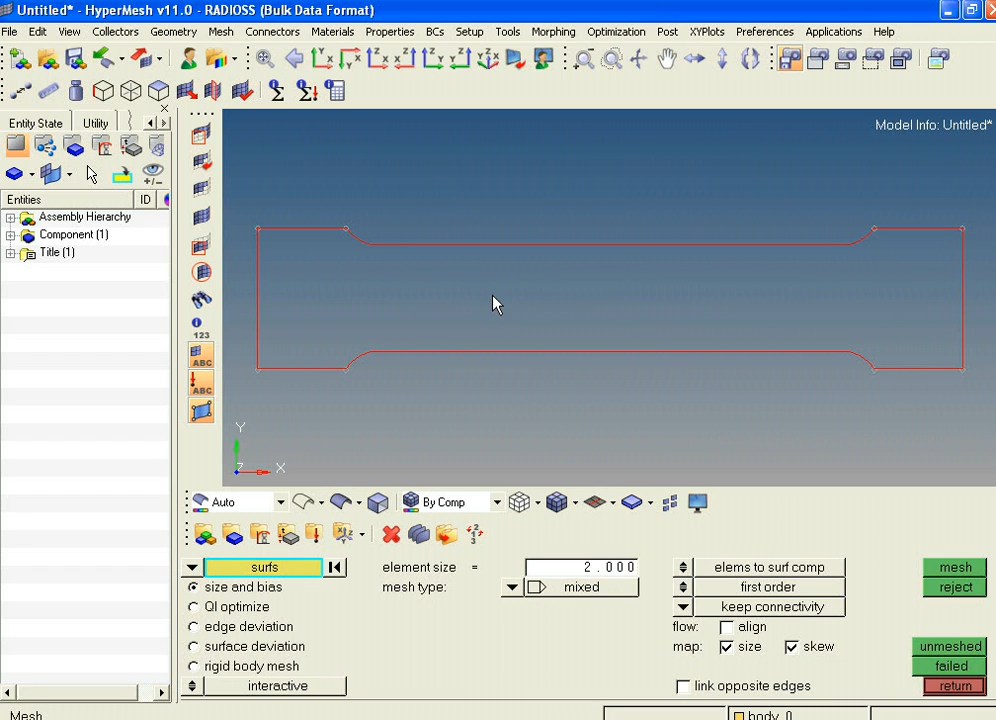 Untitled* - HyperMesh v11.0 - RADIOSS (Bulk Data Format)
File Edit View Collectors Geometry Mesh Connectors Materials Properties BCs Setup Tools Morphing Optimization Post XYPlots Preferences Applications Help
Entity State Utility
Model Info: Untitled*
Entities ID
Assembly Hierarchy
Component (1)
Title (1)
123
ABC
ABC
Y
Z X
Auto By Comp
surfs element size = 2.000 elems to surf comp mesh
size and bias mesh type: mixed first order reject
QI optimize keep connectivity
edge deviation flow: align
surface deviation map: size skew unmeshed
rigid body mesh failed
interactive link opposite edges return
Mesh body_0